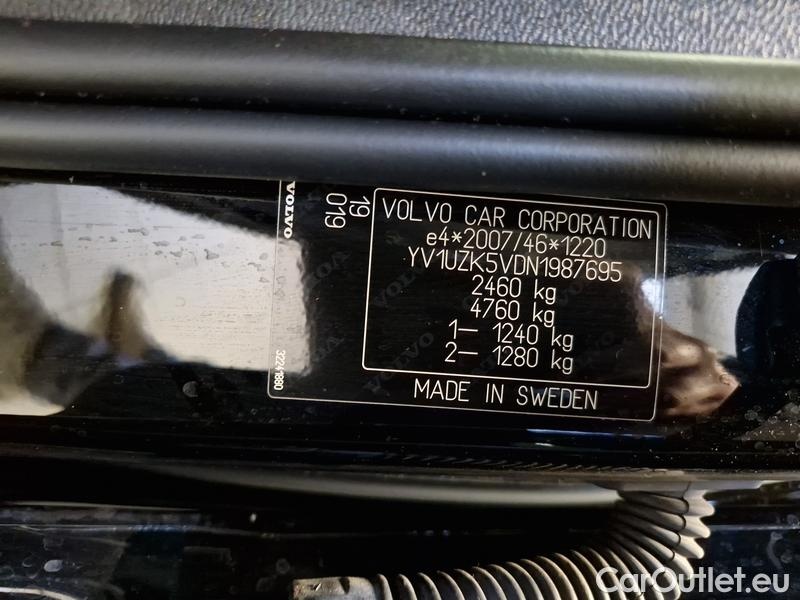 VOLVO
019
19
VOLVO CAR CORPORATION
e4*2007/46*1220
YV1UZK5VDN1987695
2460 kg
4760 kg
1– 1240 kg
2– 1280 kg
MADE IN SWEDEN
32241880
CarOutlet.eu